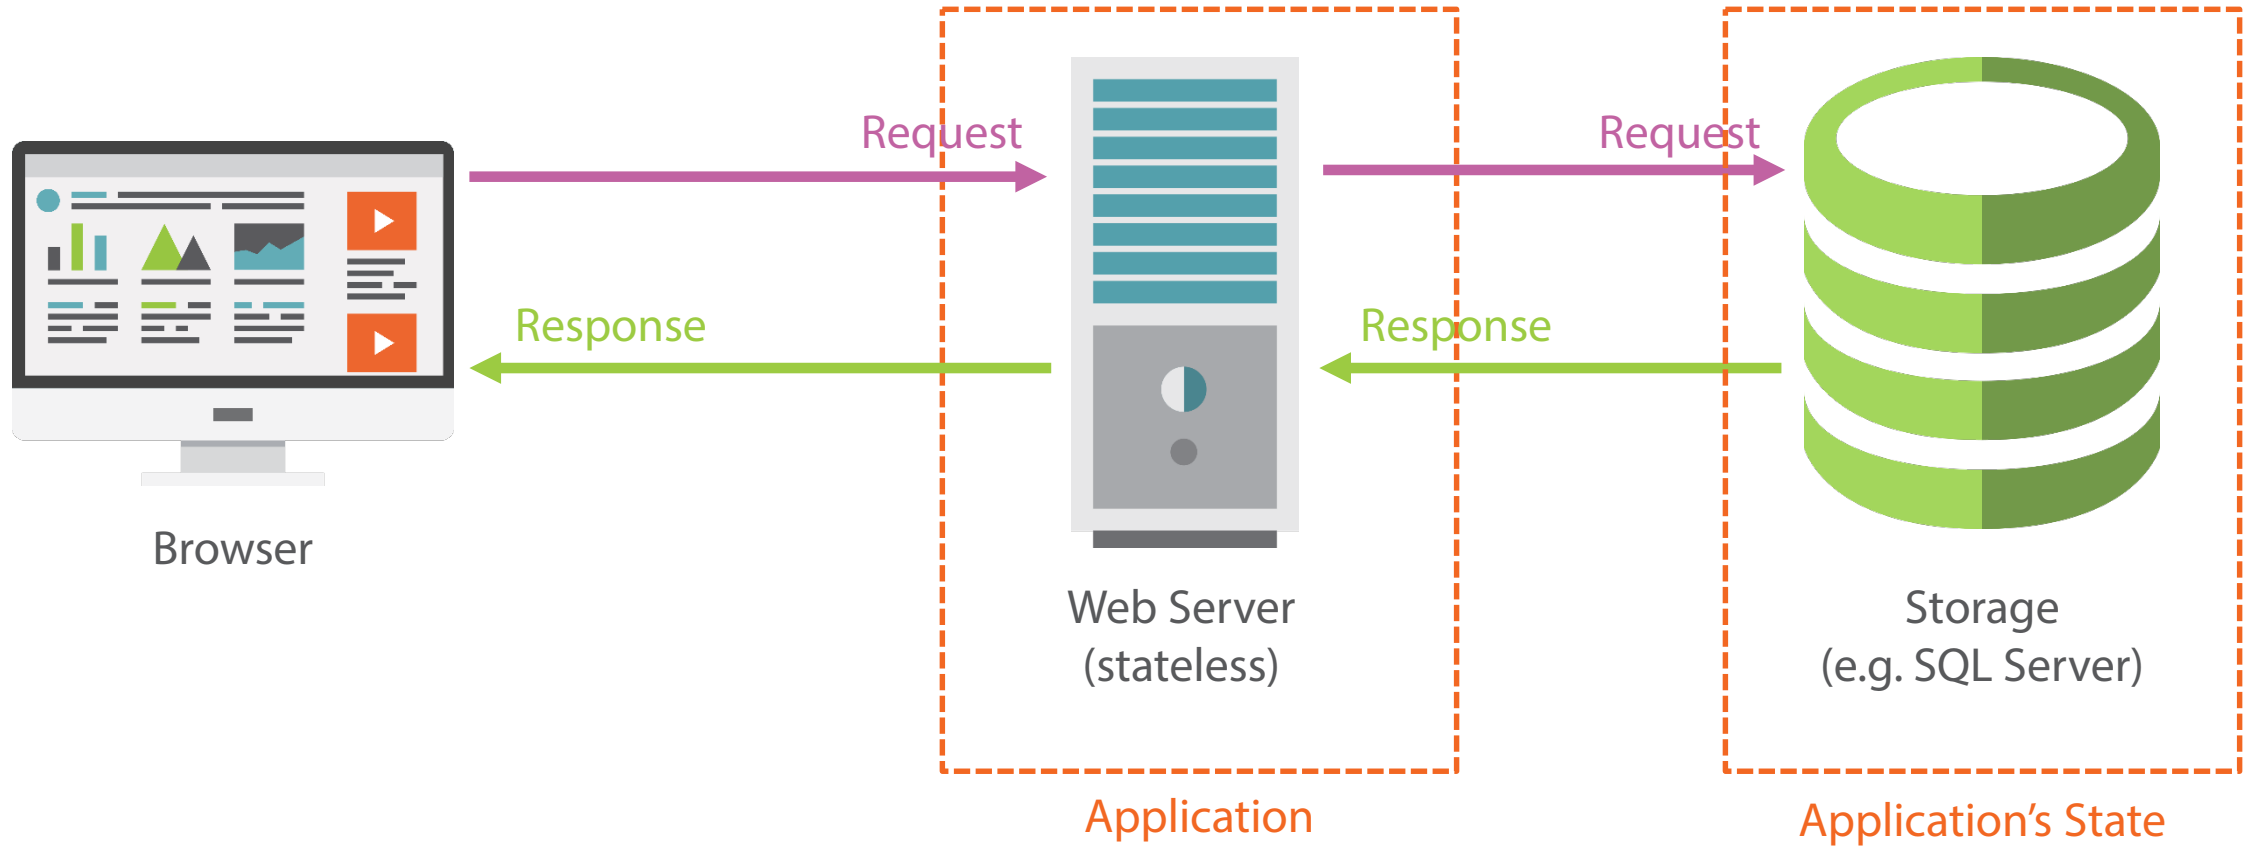 Request
Request
Response
Response
Browser
Web Server
(stateless)
Storage
(e.g. SQL Server)
Application
Application’s State